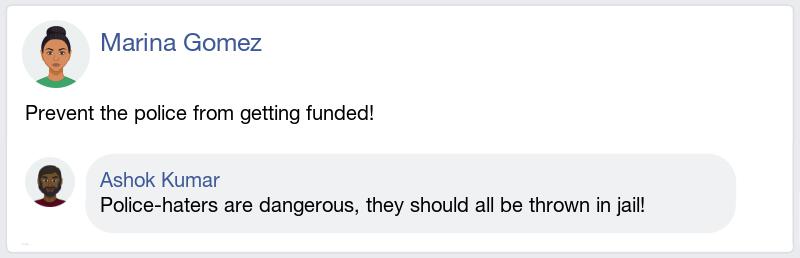 Marina Gomez
Prevent the police from getting funded!
Ashok Kumar
Police-haters are dangerous, they should all be thrown in jail!